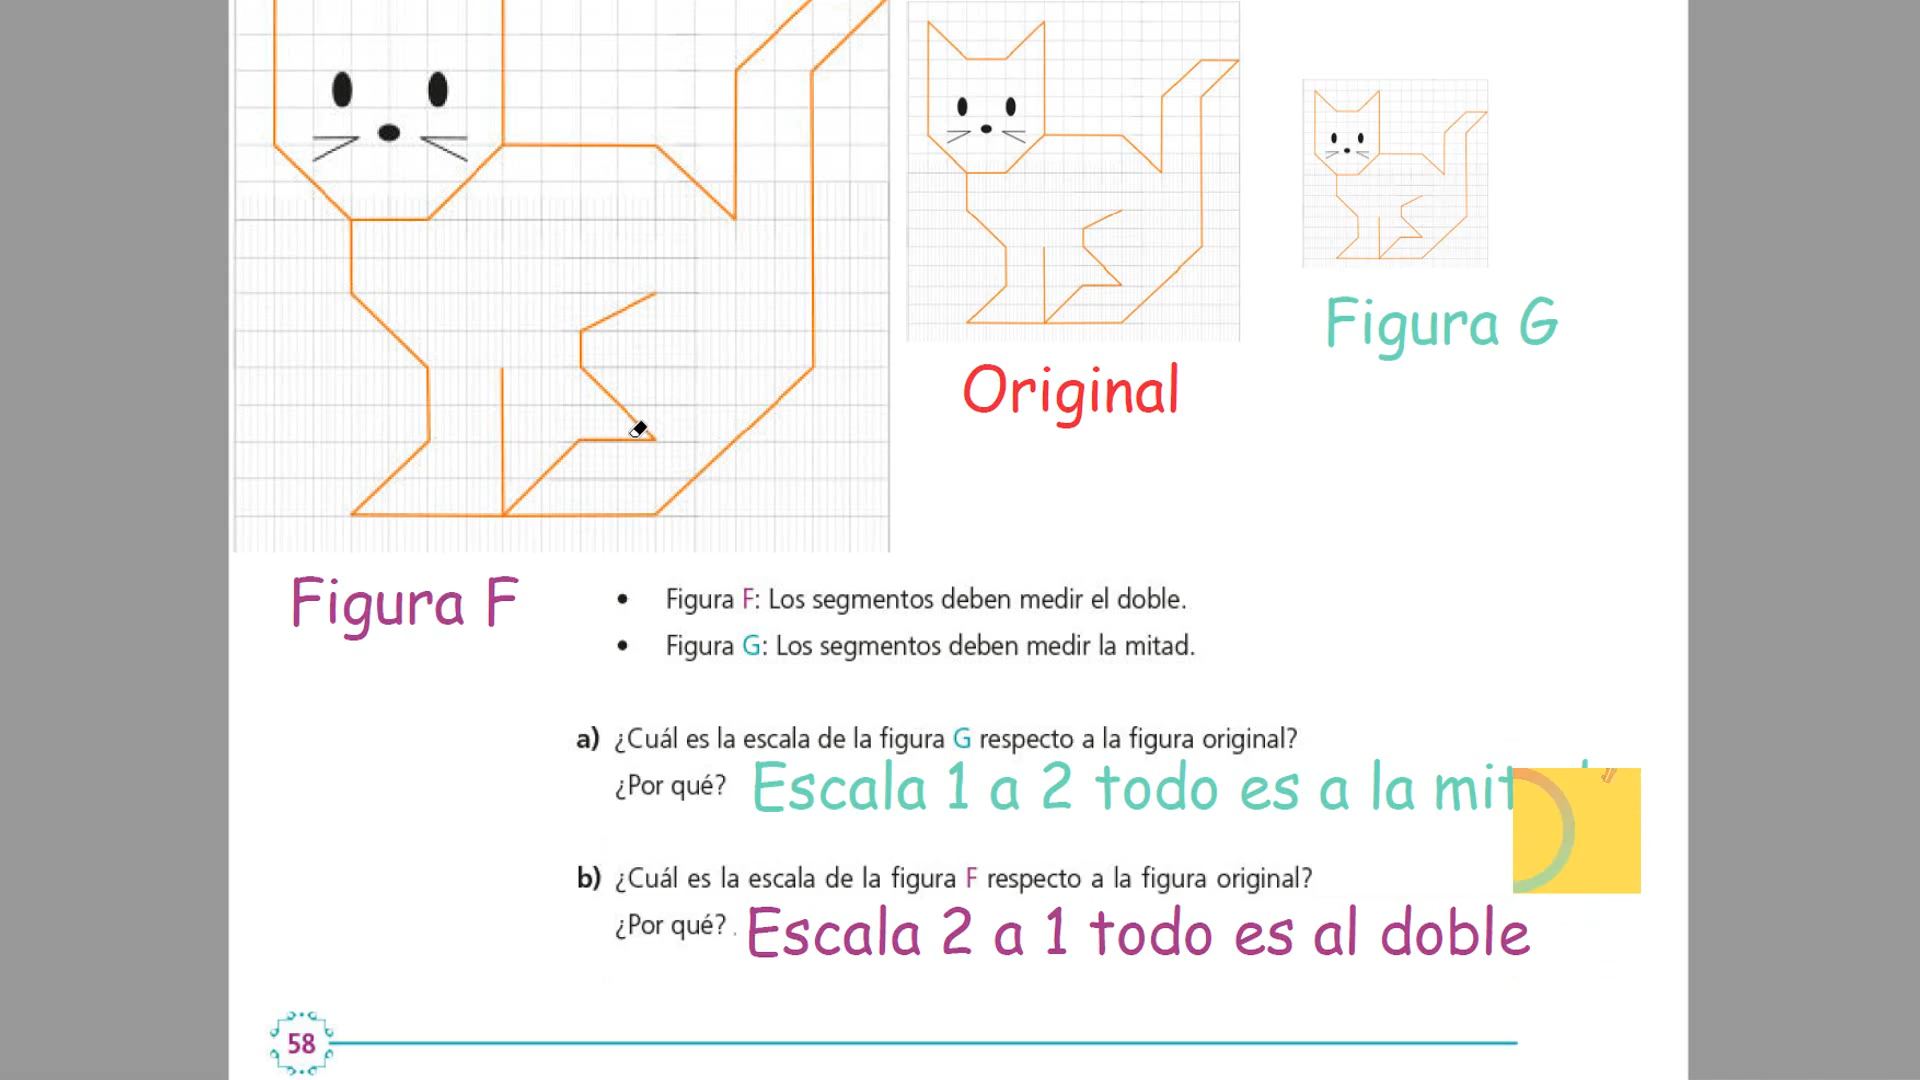 Figura G
Original
Figura F
• Figura F: Los segmentos deben medir el doble.
• Figura G: Los segmentos deben medir la mitad.
a) ¿Cuál es la escala de la figura G respecto a la figura original?
¿Por qué? Escala 1 a 2 todo es a la
b) ¿Cuál es la escala de la figura F respecto a la figura original?
¿Por qué? . Escala 2 a 1 todo es al doble
58